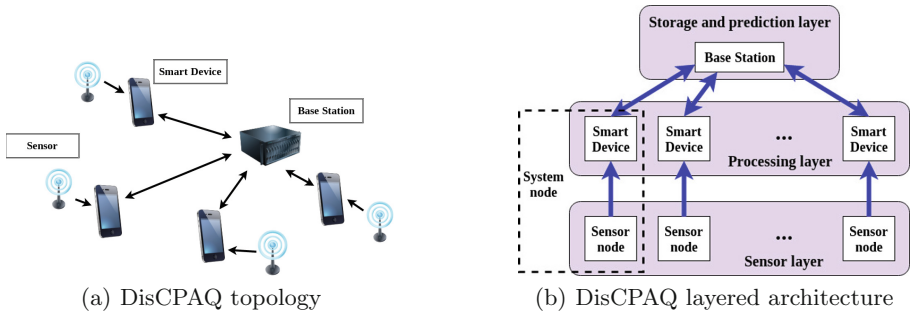 Smart Device
Base Station
Sensor
(a) DisCPAQ topology
Storage and prediction layer
Base Station
Smart
Device
Smart
Device
...
Smart
Device
Processing layer
System
node
Sensor
node
Sensor
node
...
Sensor
node
Sensor layer
(b) DisCPAQ layered architecture